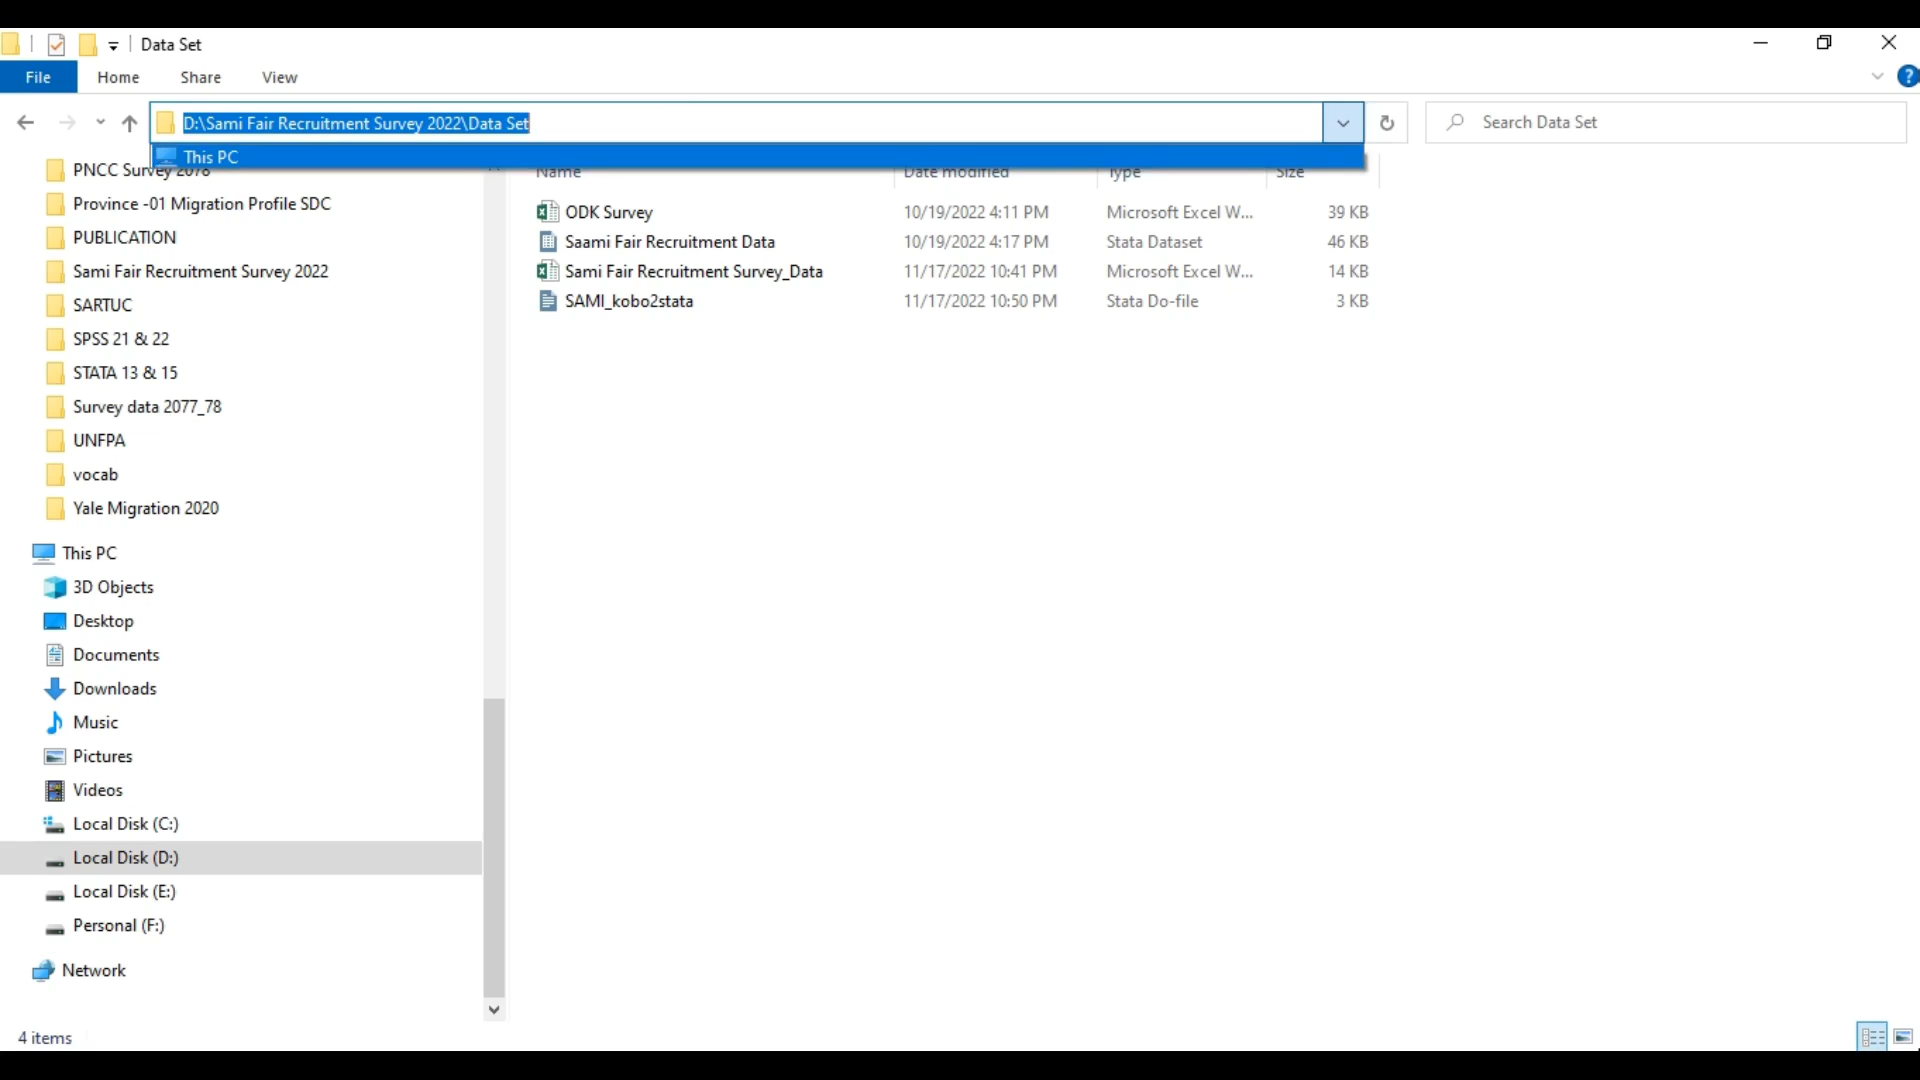 Data Set
File Home Share View
D:\Sami Fair Recruitment Survey 2022\Data Set
Search Data Set
This PC
PNCC Survey 2078
Province -01 Migration Profile SDC
PUBLICATION
Sami Fair Recruitment Survey 2022
SARTUC
SPSS 21 & 22
STATA 13 & 15
Survey data 2077_78
UNFPA
vocab
Yale Migration 2020
This PC
3D Objects
Desktop
Documents
Downloads
Music
Pictures
Videos
Local Disk (C:)
Local Disk (D:)
Local Disk (E:)
Personal (F:)
Network
Name Date modified Type Size
ODK Survey 10/19/2022 4:11 PM Microsoft Excel W... 39 KB
Saami Fair Recruitment Data 10/19/2022 4:17 PM Stata Dataset 46 KB
Sami Fair Recruitment Survey_Data 11/17/2022 10:41 PM Microsoft Excel W... 14 KB
SAMI_kobo2stata 11/17/2022 10:50 PM Stata Do-file 3 KB
4 items